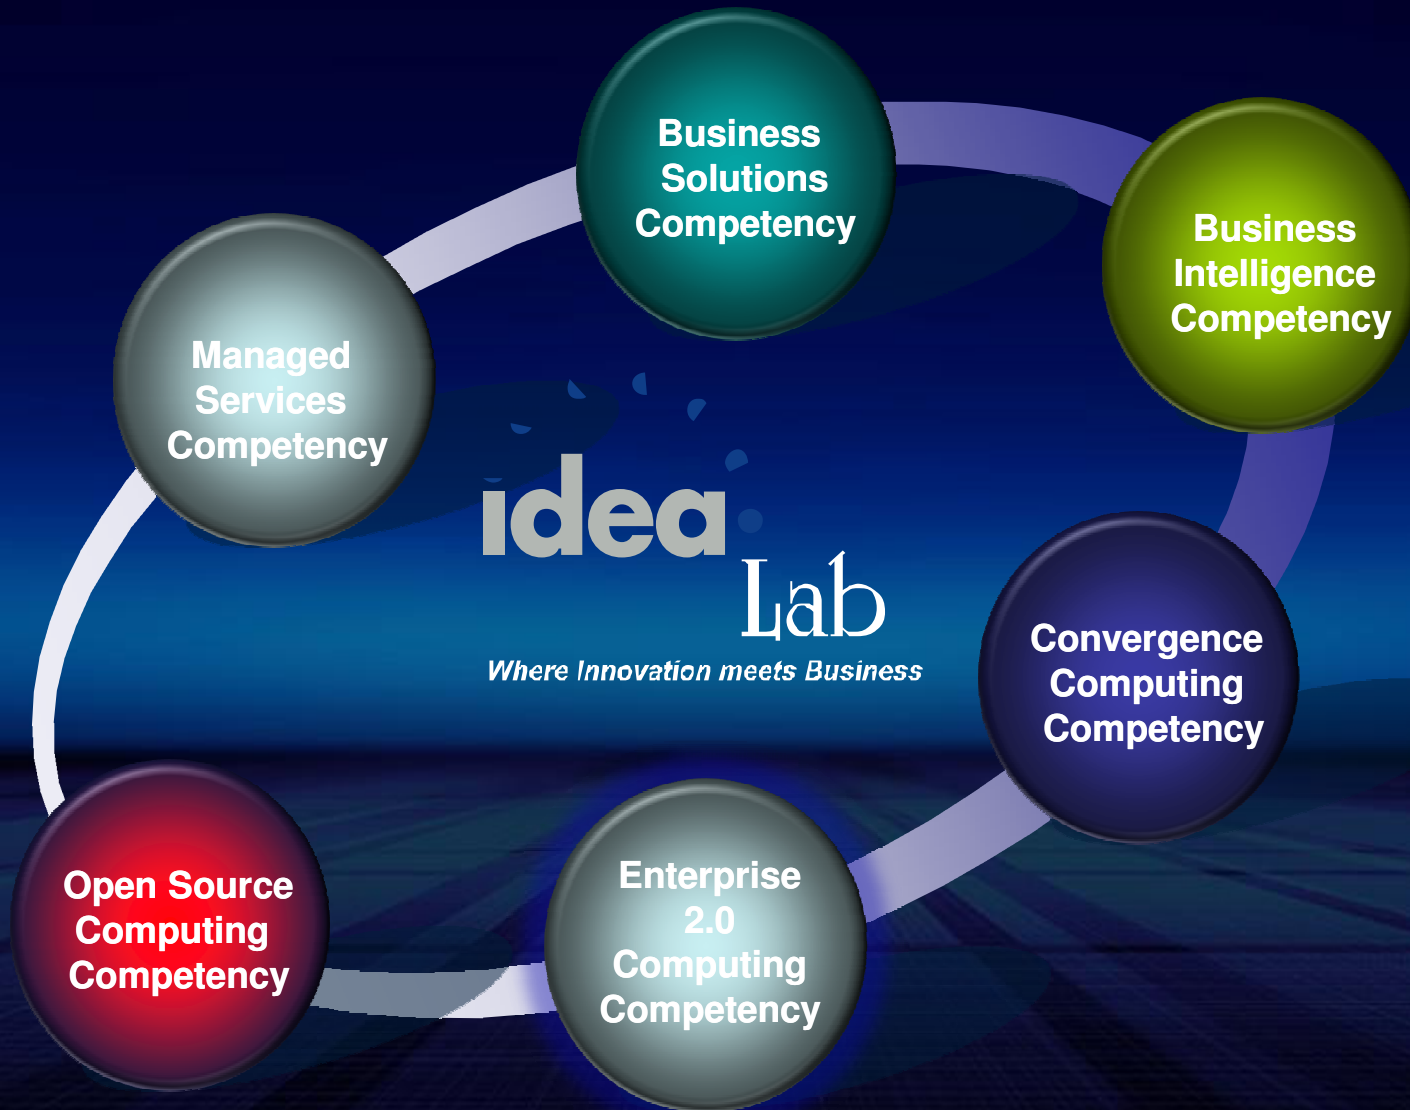 Business
Solutions
Competency
Business
Intelligence
Competency
Managed
Services
Competency
idea
Lab
Where Innovation meets Business
Convergence
Computing
Competency
Open Source
Computing
Competency
Enterprise
2.0
Computing
Competency